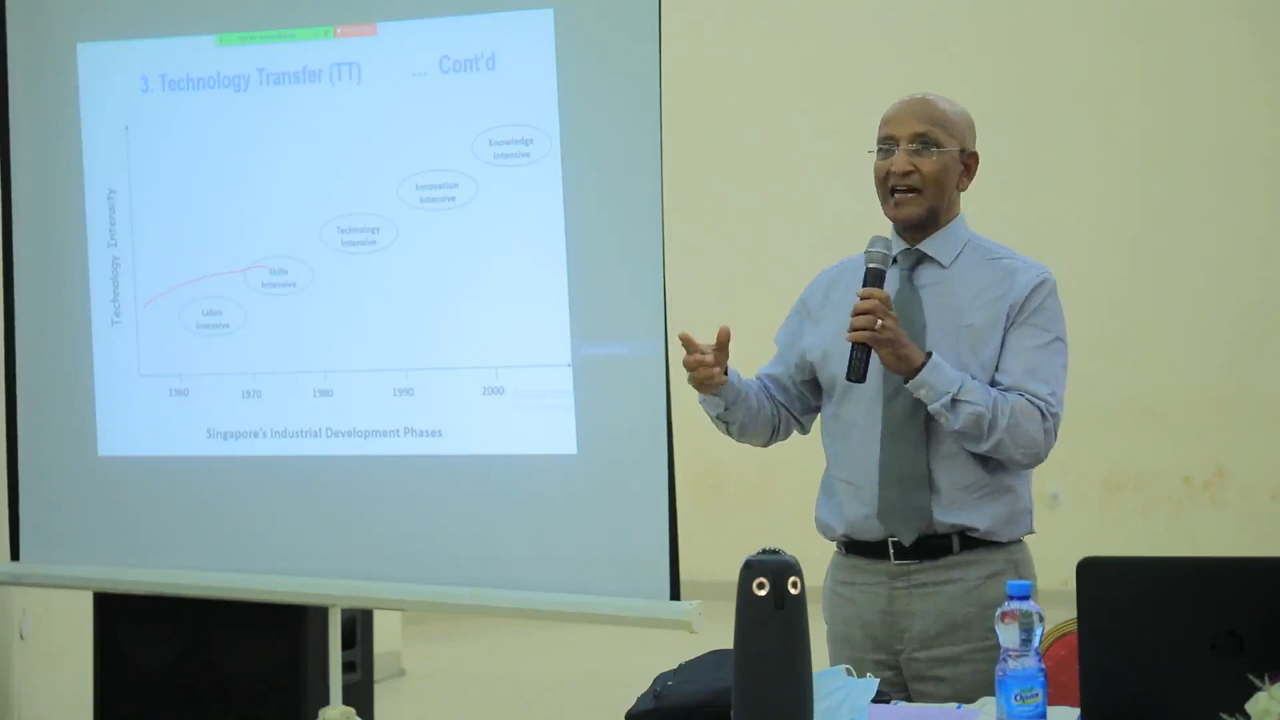 3. Technology Transfer (TT) ... Cont'd
Knowledge
Intensive
Innovation
Intensive
Technology
Intensive
Skills
Intensive
Labor
Intensive
Technology Intensity
1960 1970 1980 1990 2000
Singapore's Industrial Development Phases